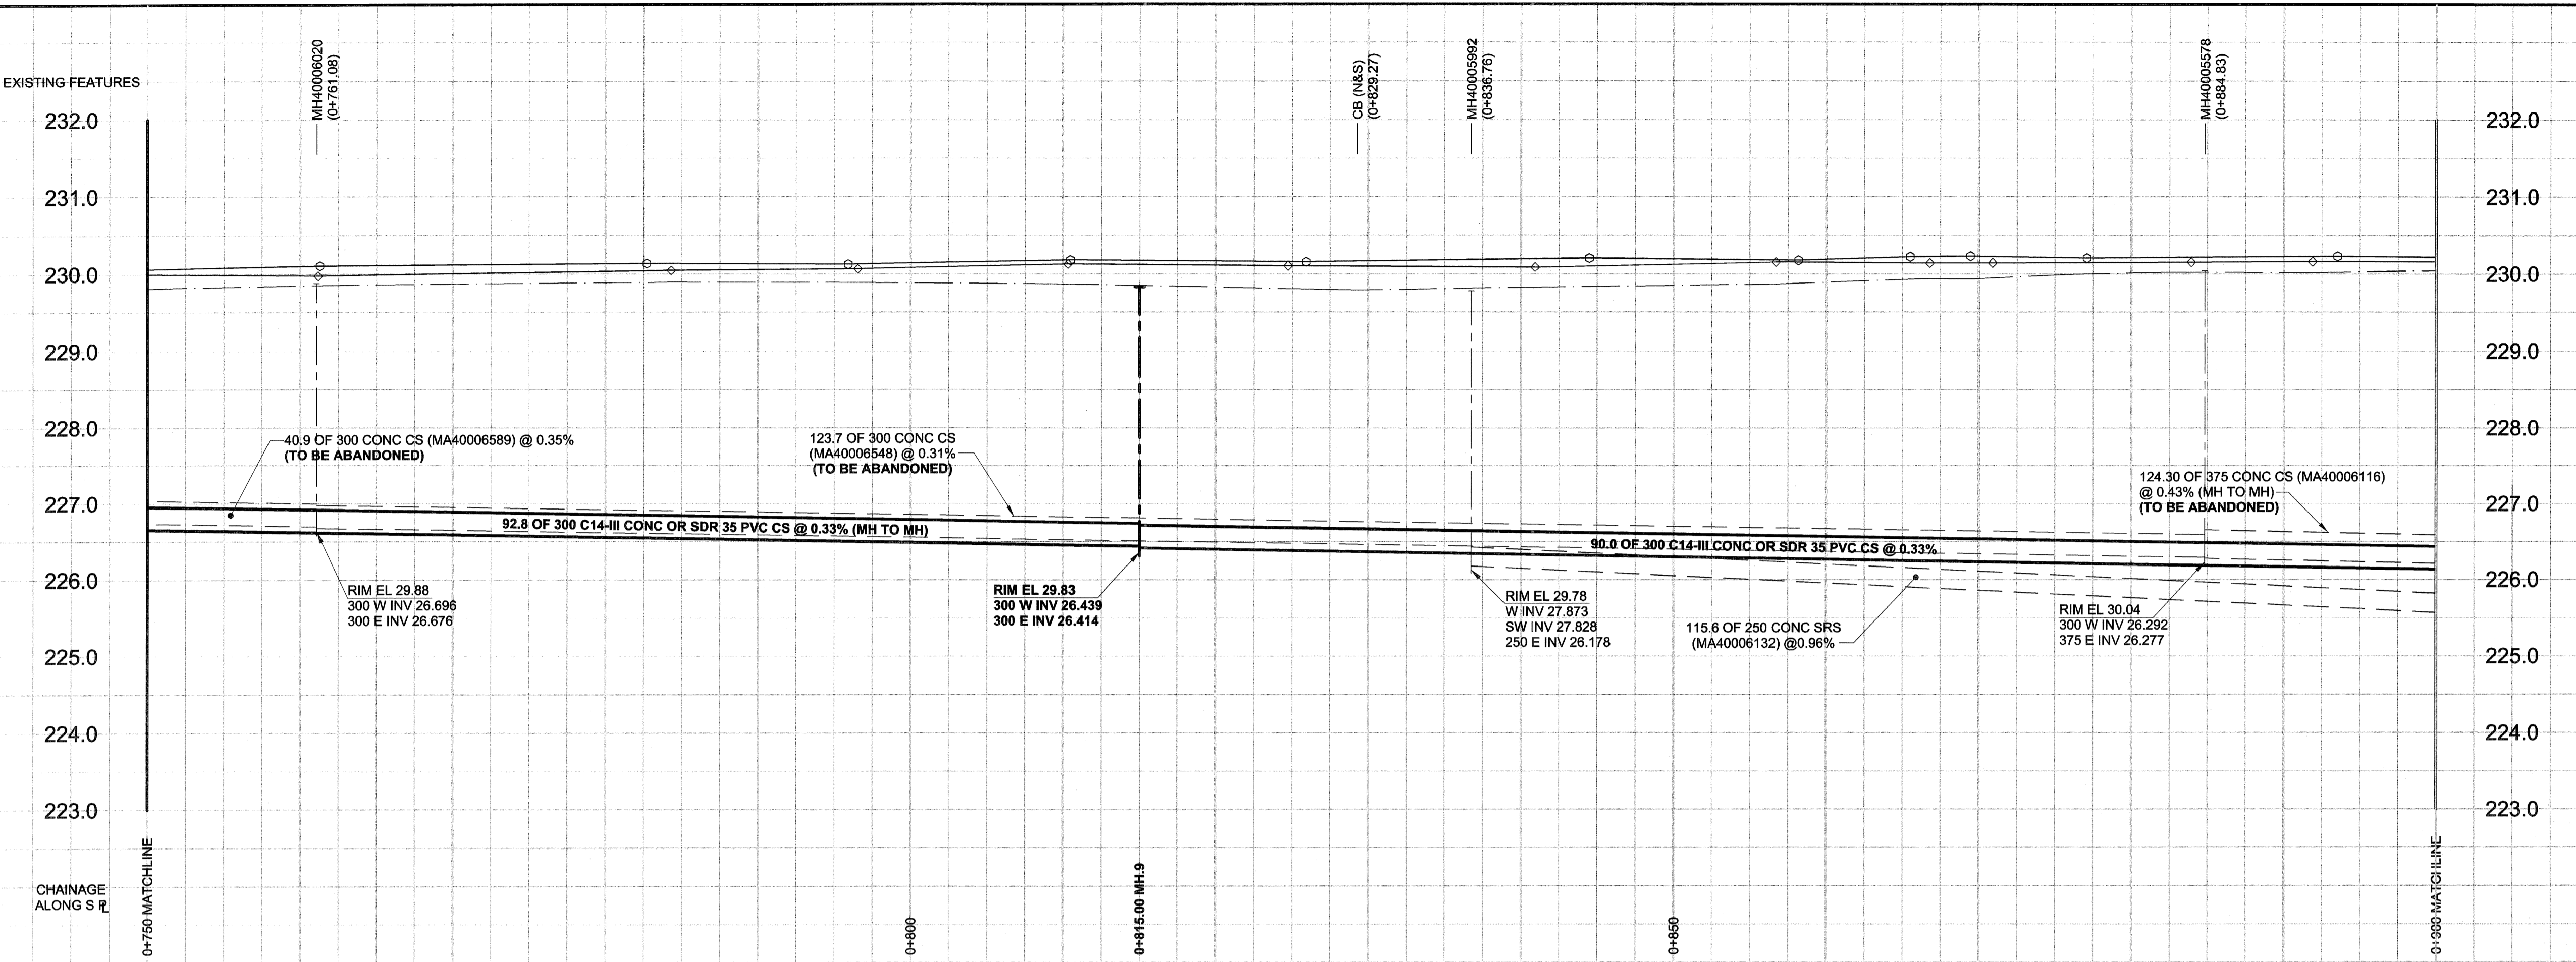 EXISTING FEATURES
MH40006020
(0+761.08)
CB (N&S)
(0+829.27)
MH40005992
(0+836.76)
MH40005578
(0+884.83)
232.0
232.0
231.0
231.0
230.0
230.0
229.0
229.0
228.0
228.0
227.0
227.0
226.0
226.0
225.0
225.0
224.0
224.0
223.0
223.0
40.9 OF 300 CONC CS (MA40006589) @ 0.35%
(TO BE ABANDONED)
123.7 OF 300 CONC CS
(MA40006548) @ 0.31%
(TO BE ABANDONED)
124.30 OF 375 CONC CS (MA40006116)
@ 0.43% (MH TO MH)
(TO BE ABANDONED)
92.8 OF 300 C14-III CONC OR SDR 35 PVC CS @ 0.33% (MH TO MH)
90.0 OF 300 C14-III CONC OR SDR 35 PVC CS @ 0.33%
RIM EL 29.88
300 W INV 26.696
300 E INV 26.676
RIM EL 29.83
300 W INV 26.439
300 E INV 26.414
RIM EL 29.78
W INV 27.873
SW INV 27.828
250 E INV 26.178
115.6 OF 250 CONC SRS
(MA40006132) @0.96%
RIM EL 30.04
300 W INV 26.292
375 E INV 26.277
CHAINAGE
ALONG S PL
0+750 MATCHLINE
0+800
0+815.00 MH.9
0+850
0+900 MATCHLINE